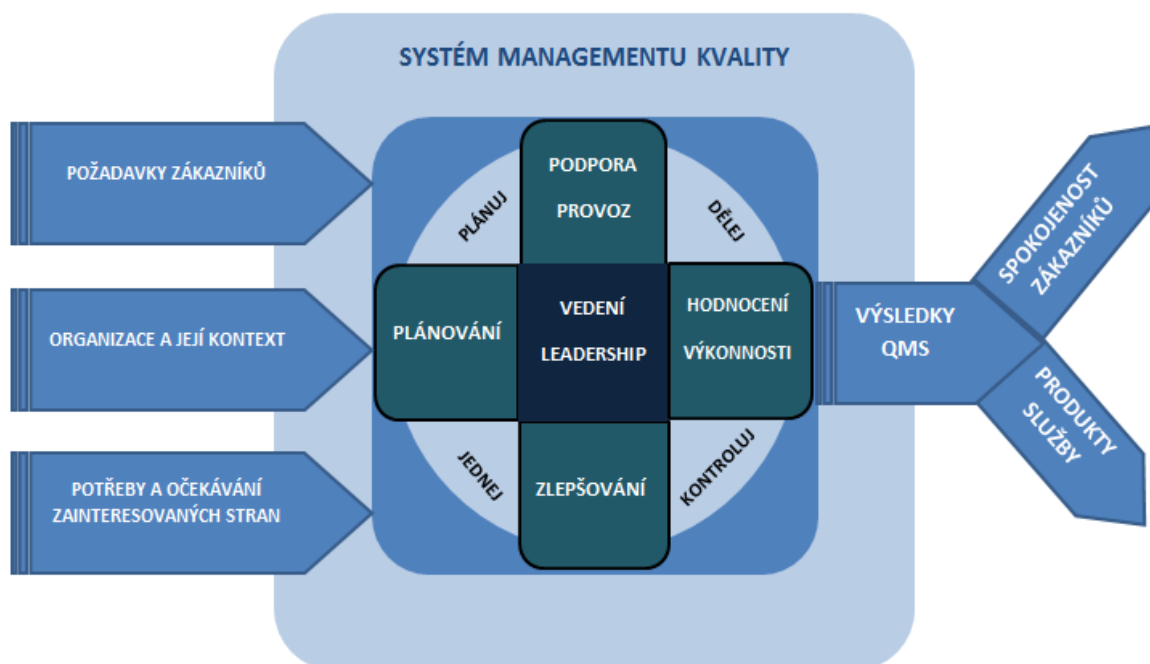 SYSTÉM MANAGEMENTU KVALITY
POŽADAVKY ZÁKAZNÍKŮ
ORGANIZACE A JEJÍ KONTEXT
POTŘEBY A OČEKÁVÁNÍ
ZAINTERESOVANÝCH STRAN
PLÁNUJ
PODPORA
PROVOZ
DĚLEJ
PLÁNOVÁNÍ
VEDENÍ
LEADERSHIP
HODNOCENÍ
VÝKONNOSTI
JEDNEJ
ZLEPŠOVÁNÍ
KONTROLUJ
VÝSLEDKY
QMS
SPOKOJENOST
ZÁKAZNÍKŮ
PRODUKTY
SLUŽBY